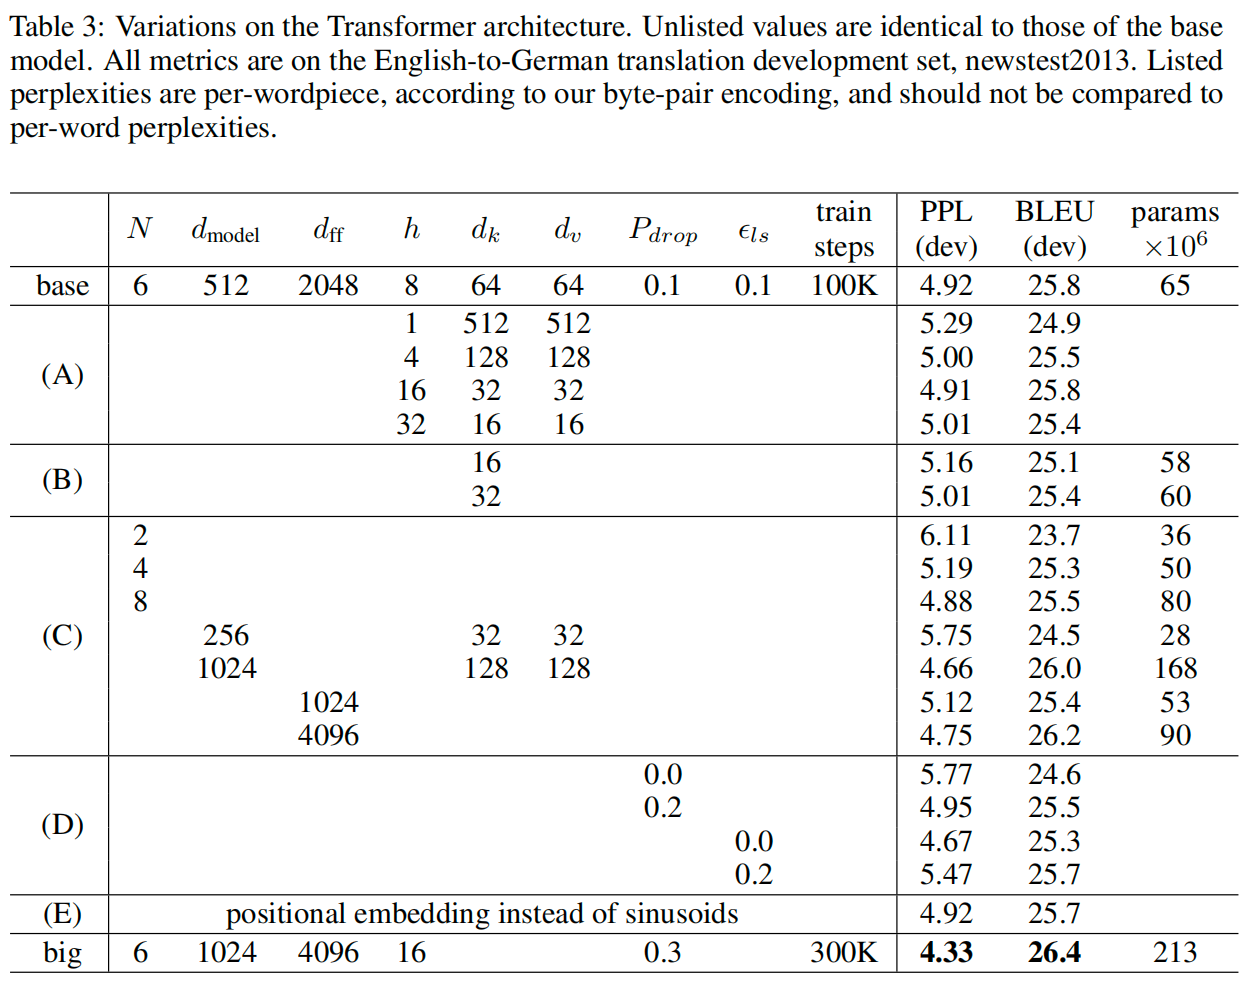 Table 3: Variations on the Transformer architecture. Unlisted values are identical to those of the base
model. All metrics are on the English-to-German translation development set, newstest2013. Listed
perplexities are per-wordpiece, according to our byte-pair encoding, and should not be compared to
per-word perplexities.
N d_model d_ff h d_k d_v P_drop ϵ_ls train steps PPL (dev) BLEU (dev) params ×10^6
base 6 512 2048 8 64 64 0.1 0.1 100K 4.92 25.8 65
(A)
1 512 512 5.29 24.9
4 128 128 5.00 25.5
16 32 32 4.91 25.8
32 16 16 5.01 25.4
(B)
16 5.16 25.1 58
32 5.01 25.4 60
(C)
2 6.11 23.7 36
4 5.19 25.3 50
8 4.88 25.5 80
256 32 32 5.75 24.5 28
1024 128 128 4.66 26.0 168
1024 5.12 25.4 53
4096 4.75 26.2 90
(D)
0.0 5.77 24.6
0.2 4.95 25.5
0.0 4.67 25.3
0.2 5.47 25.7
(E) positional embedding instead of sinusoids 4.92 25.7
big 6 1024 4096 16 0.3 300K 4.33 26.4 213